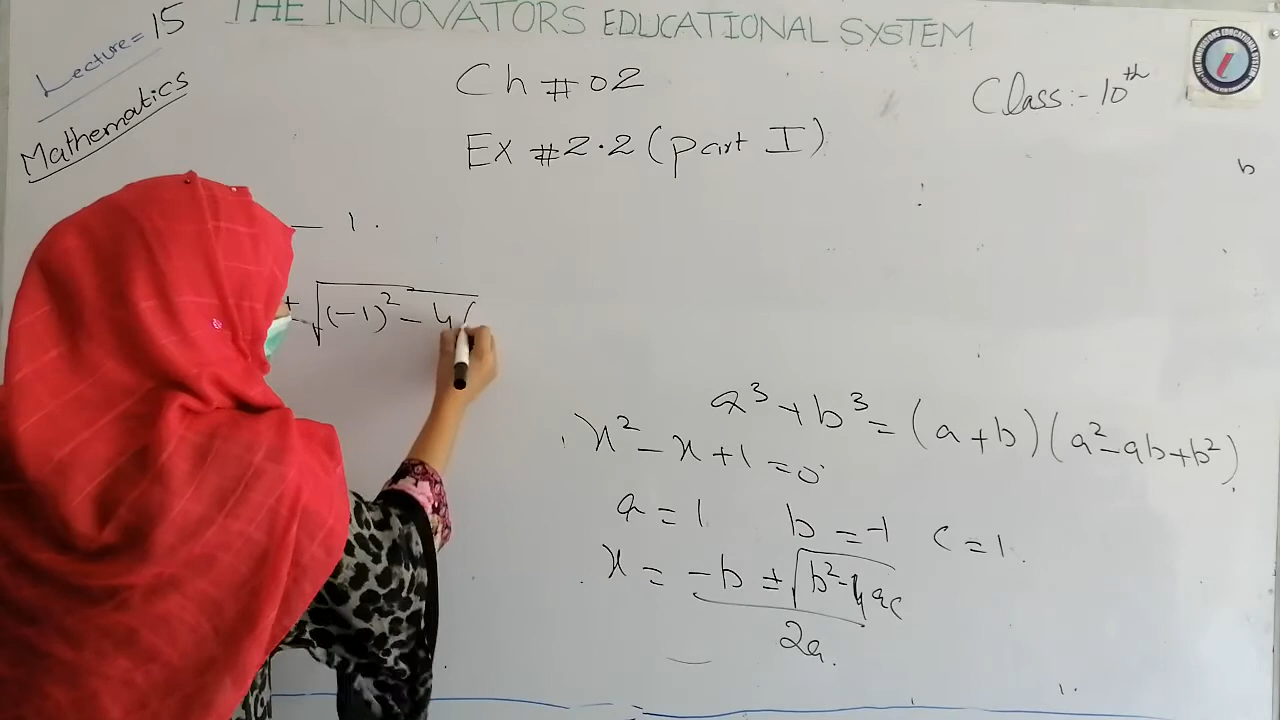 THE INNOVATORS EDUCATIONAL SYSTEM
Lecture = 15
Mathematics
Ch # 02
Class :- 10th
Ex # 2.2 (part I)
b
— 1.
± √(-1)² - 4(
a³ + b³ = (a + b)(a² - ab + b²).
x² - x + 1 = 0
a = 1 b = -1 c = 1.
x = -b ± √b² - 4ac
2a.